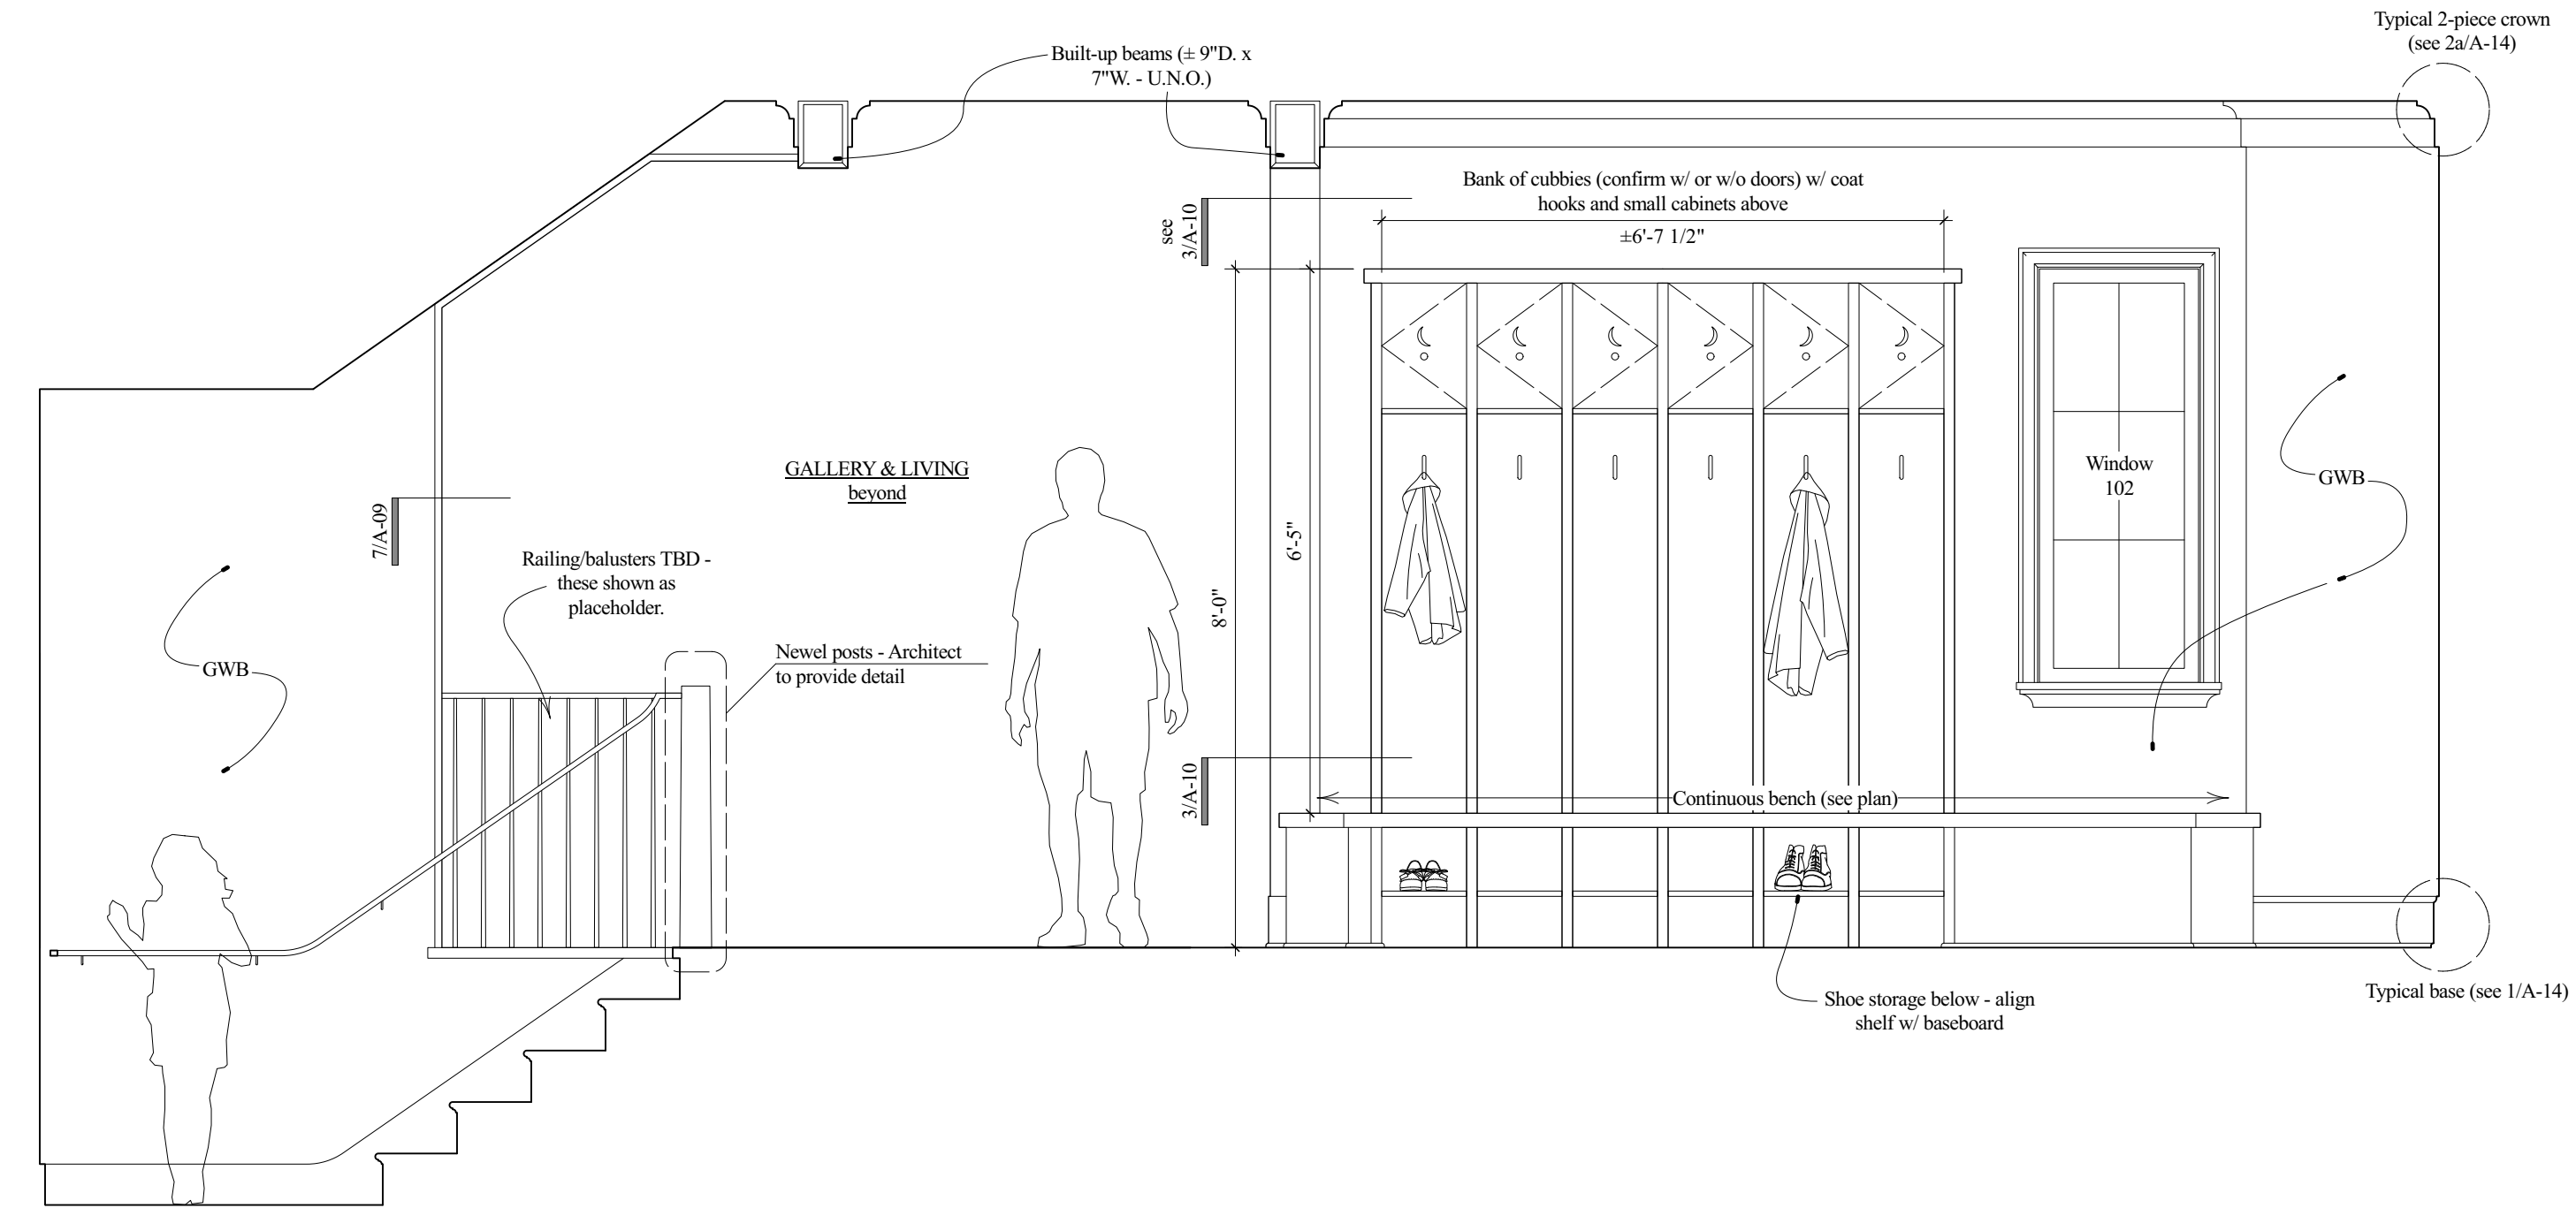 Typical 2-piece crown
(see 2a/A-14)
Built-up beams (± 9"D. x
7"W. - U.N.O.)
Bank of cubbies (confirm w/ or w/o doors) w/ coat
hooks and small cabinets above
±6'-7 1/2"
see
3/A-10
GALLERY & LIVING
beyond
Window
102
GWB
7/A-09
6'-5"
8'-0"
Railing/balusters TBD -
these shown as
placeholder.
GWB
Newel posts - Architect
to provide detail
3/A-10
Continuous bench (see plan)
Shoe storage below - align
shelf w/ baseboard
Typical base (see 1/A-14)